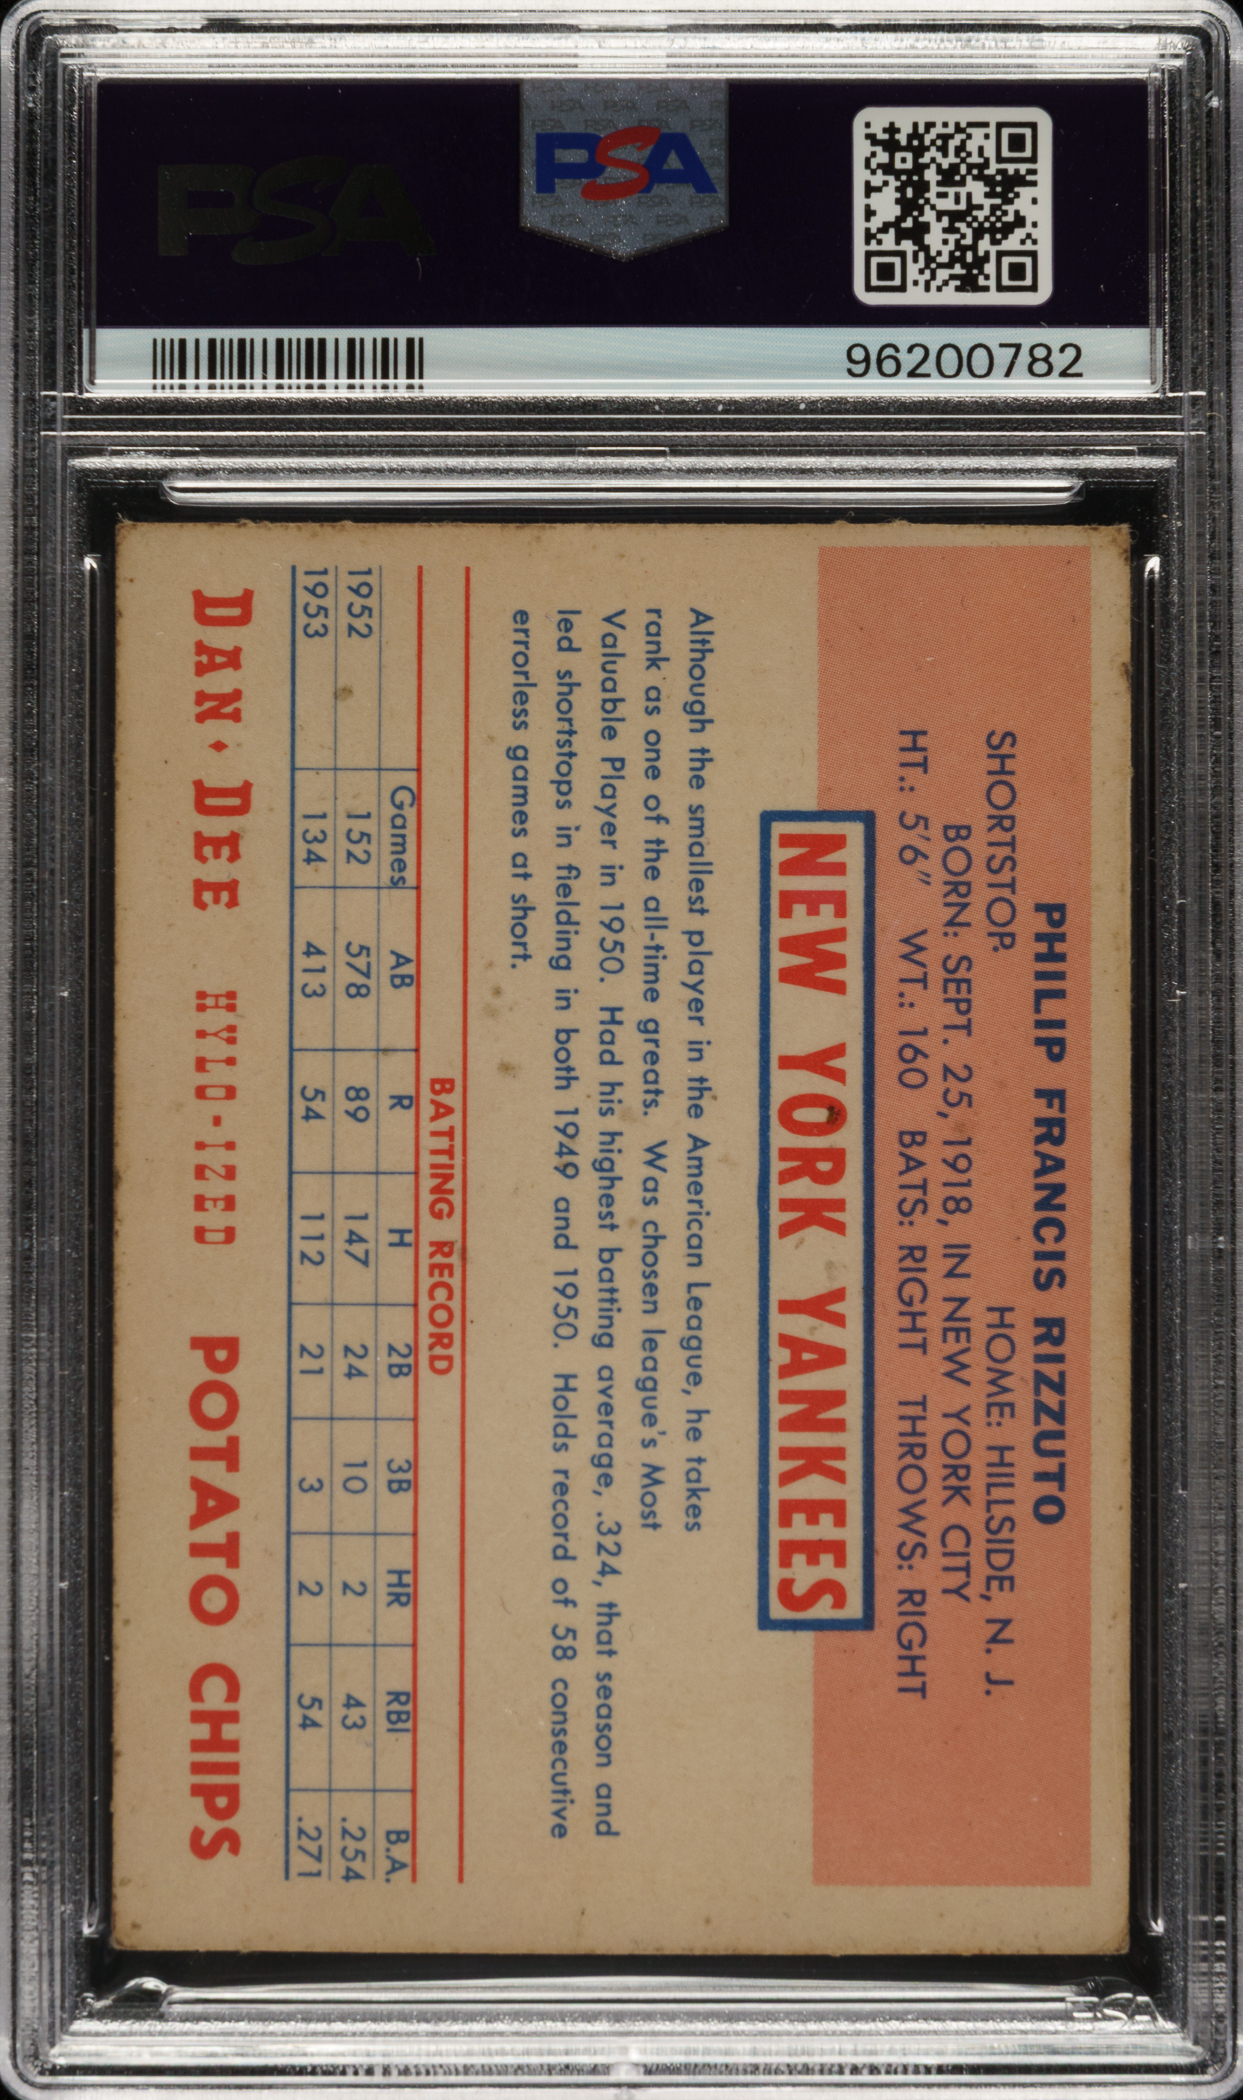 PSA
PSA
96200782
PHILIP FRANCIS RIZZUTO
SHORTSTOP. HOME: HILLSIDE, N. J.
BORN: SEPT. 25, 1918, IN NEW YORK CITY
HT.: 5'6" WT.: 160 BATS: RIGHT THROWS: RIGHT
NEW YORK YANKEES
Although the smallest player in the American League, he takes
rank as one of the all-time greats. Was chosen league's Most
Valuable Player in 1950. Had his highest batting average, .324, that season and
led shortstops in fielding in both 1949 and 1950. Holds record of 58 consecutive
errorless games at short.
BATTING RECORD
Games AB R H 2B 3B HR RBI B.A.
1952 152 578 89 147 24 10 2 43 .254
1953 134 413 54 112 21 3 2 54 .271
DAN·DEE HYLO-IZED POTATO CHIPS
PSA